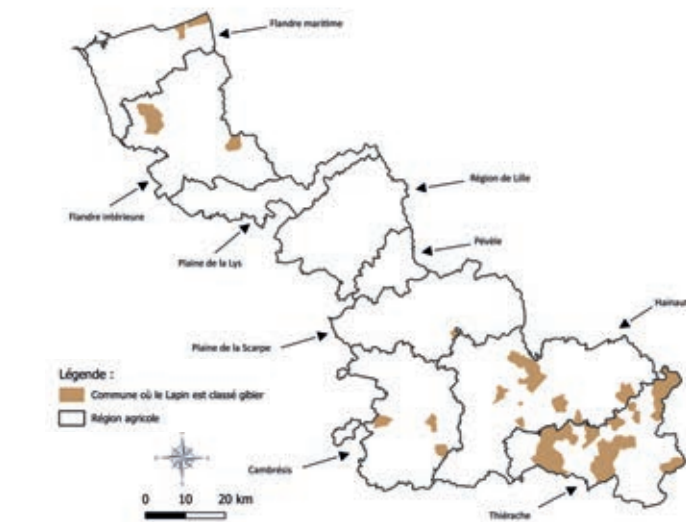 Flandre maritime
Région de Lille
Flandre intérieure
Pévèle
Plaine de la Lys
Hainaut
Plaine de la Scarpe
Légende :
Commune où le Lapin est classé gibier
Région agricole
Cambrésis
0 10 20 km
Thiérache